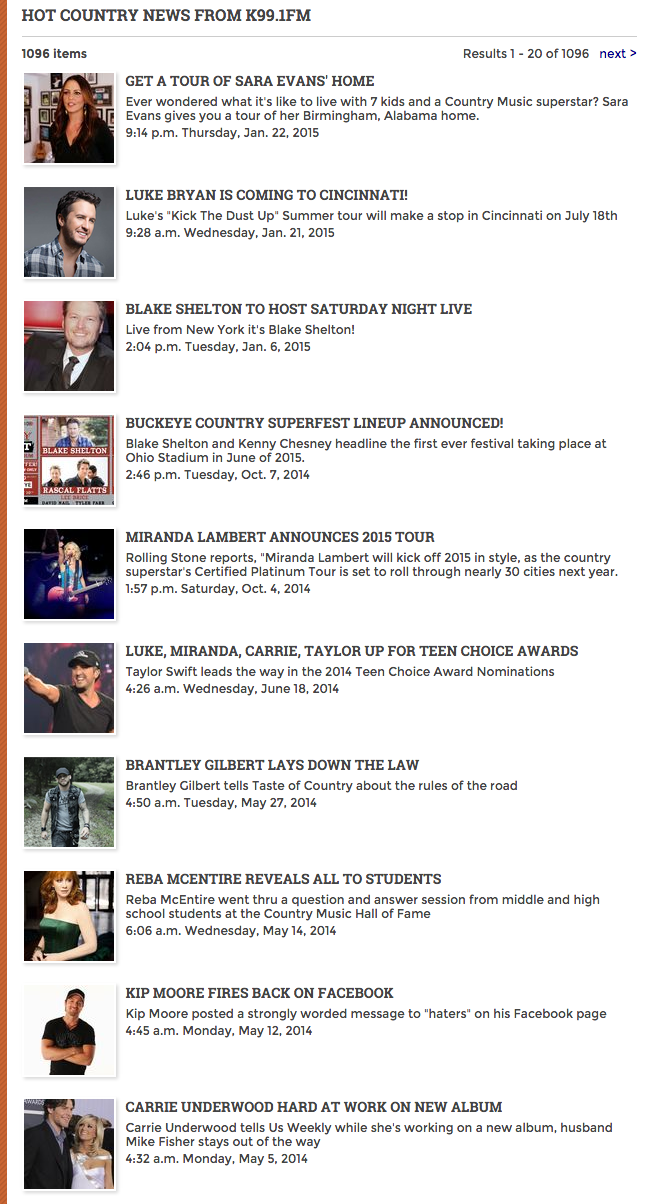 HOT COUNTRY NEWS FROM K99.1FM
1096 items
Results 1 - 20 of 1096 next >
GET A TOUR OF SARA EVANS' HOME
Ever wondered what it's like to live with 7 kids and a Country Music superstar? Sara
Evans gives you a tour of her Birmingham, Alabama home.
9:14 p.m. Thursday, Jan. 22, 2015
LUKE BRYAN IS COMING TO CINCINNATI!
Luke's "Kick The Dust Up" Summer tour will make a stop in Cincinnati on July 18th
9:28 a.m. Wednesday, Jan. 21, 2015
BLAKE SHELTON TO HOST SATURDAY NIGHT LIVE
Live from New York it's Blake Shelton!
2:04 p.m. Tuesday, Jan. 6, 2015
BLAKE SHELTON
RASCAL FLATTS
LEE BRICE
BUCKEYE COUNTRY SUPERFEST LINEUP ANNOUNCED!
Blake Shelton and Kenny Chesney headline the first ever festival taking place at
Ohio Stadium in June of 2015.
2:46 p.m. Tuesday, Oct. 7, 2014
MIRANDA LAMBERT ANNOUNCES 2015 TOUR
Rolling Stone reports, "Miranda Lambert will kick off 2015 in style, as the country
superstar's Certified Platinum Tour is set to roll through nearly 30 cities next year.
1:57 p.m. Saturday, Oct. 4, 2014
LUKE, MIRANDA, CARRIE, TAYLOR UP FOR TEEN CHOICE AWARDS
Taylor Swift leads the way in the 2014 Teen Choice Award Nominations
4:26 a.m. Wednesday, June 18, 2014
BRANTLEY GILBERT LAYS DOWN THE LAW
Brantley Gilbert tells Taste of Country about the rules of the road
4:50 a.m. Tuesday, May 27, 2014
REBA MCENTIRE REVEALS ALL TO STUDENTS
Reba McEntire went thru a question and answer session from middle and high
school students at the Country Music Hall of Fame
6:06 a.m. Wednesday, May 14, 2014
KIP MOORE FIRES BACK ON FACEBOOK
Kip Moore posted a strongly worded message to "haters" on his Facebook page
4:45 a.m. Monday, May 12, 2014
CARRIE UNDERWOOD HARD AT WORK ON NEW ALBUM
Carrie Underwood tells Us Weekly while she's working on a new album, husband
Mike Fisher stays out of the way
4:32 a.m. Monday, May 5, 2014